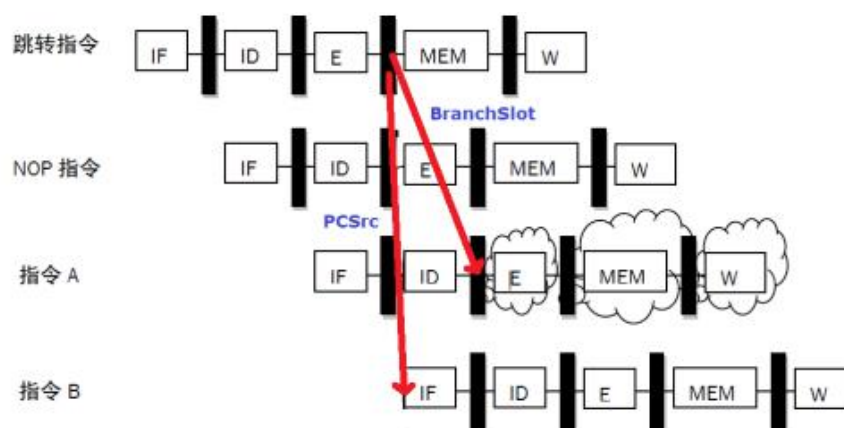 跳转指令 IF ID E MEM W
BranchSlot
NOP 指令 IF ID E MEM W
PCSrc
指令 A IF ID E MEM W
指令 B IF ID E MEM W